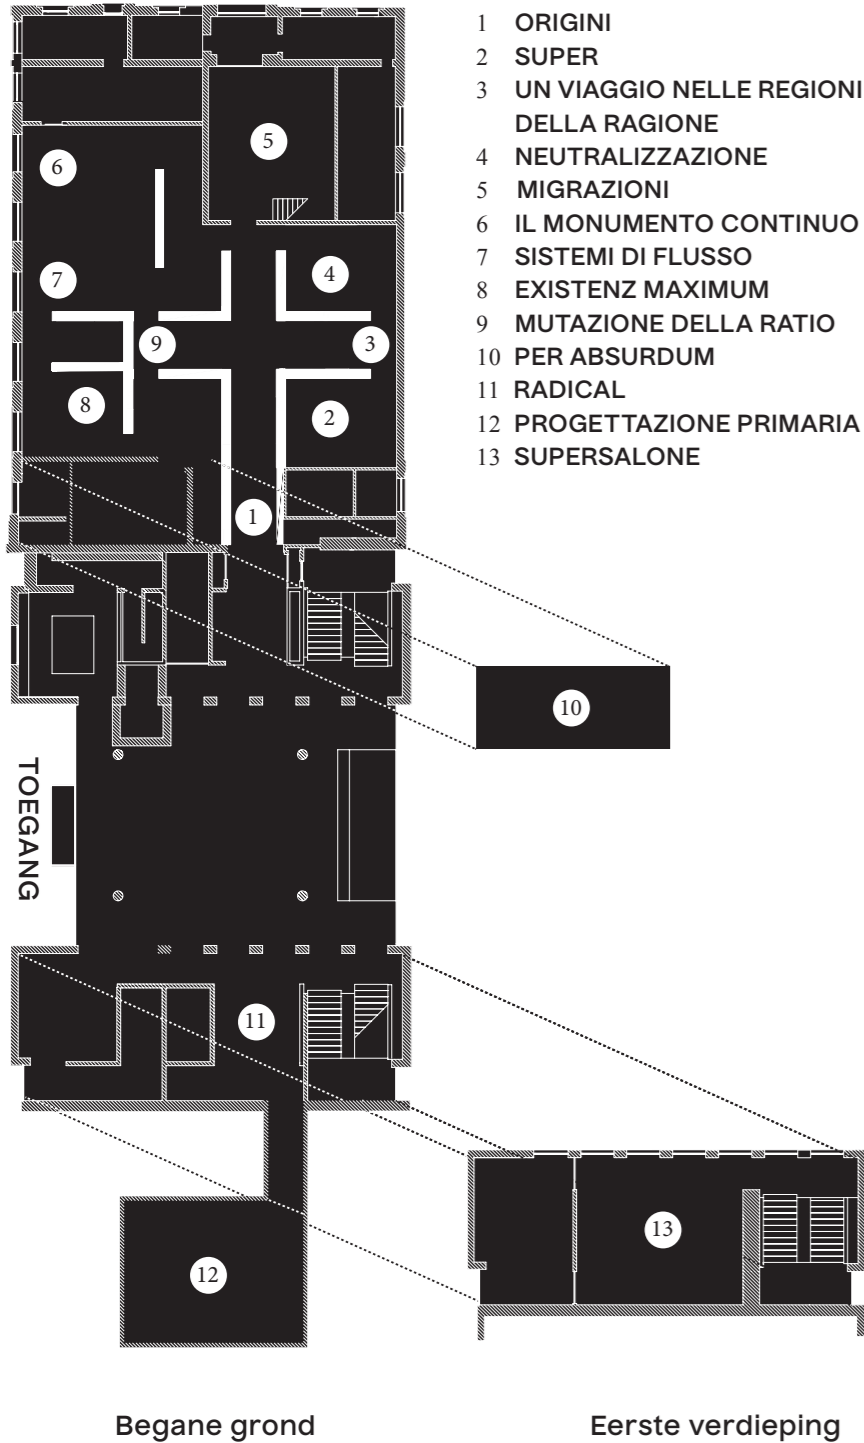 1 ORIGINI
2 SUPER
3 UN VIAGGIO NELLE REGIONI
DELLA RAGIONE
4 NEUTRALIZZAZIONE
5 MIGRAZIONI
6 IL MONUMENTO CONTINUO
7 SISTEMI DI FLUSSO
8 EXISTENZ MAXIMUM
9 MUTAZIONE DELLA RATIO
10 PER ABSURDUM
11 RADICAL
12 PROGETTAZIONE PRIMARIA
13 SUPERSALONE
5
6
4
7
9
3
8
2
1
10
TOEGANG
11
13
12
Begane grond
Eerste verdieping